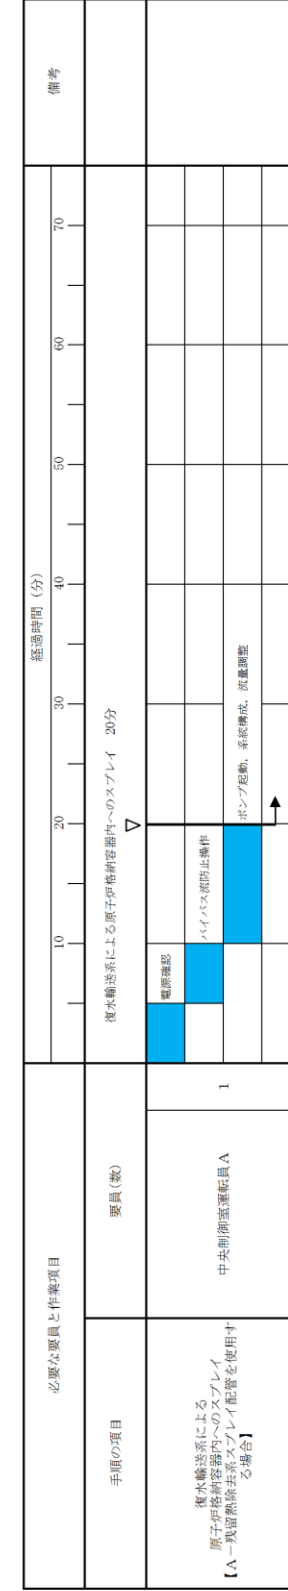 必要な要員と作業項目
経過時間（分）
備考
手順の項目
要員(数)
10
20
30
40
50
60
70
復水輸送系による原子炉格納容器内へのスプレイ　20分
▽
復水輸送系による
原子炉格納容器内へのスプレイ
【A－残留熱除去系スプレイ配管を使用す
る場合】
中央制御室運転員A
1
電源確認
バイパス流防止操作
ポンプ起動，系統構成，流量調整